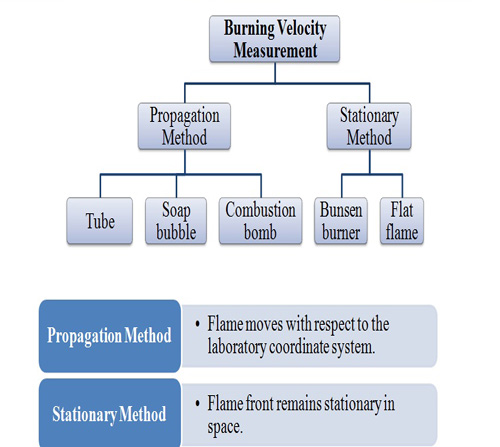 Burning Velocity
Measurement
Propagation
Method
Stationary
Method
Tube
Soap
bubble
Combustion
bomb
Bunsen
burner
Flat
flame
Propagation Method
• Flame moves with respect to the
laboratory coordinate system.
Stationary Method
• Flame front remains stationary in
space.